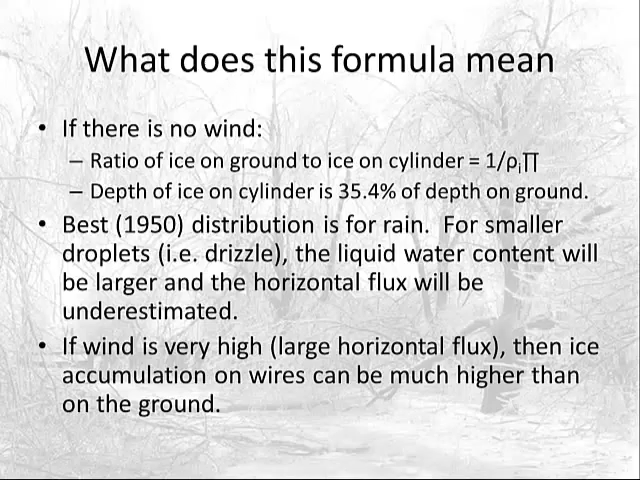 What does this formula mean
• If there is no wind:
– Ratio of ice on ground to ice on cylinder = 1/ρi∏
– Depth of ice on cylinder is 35.4% of depth on ground.
• Best (1950) distribution is for rain. For smaller
droplets (i.e. drizzle), the liquid water content will
be larger and the horizontal flux will be
underestimated.
• If wind is very high (large horizontal flux), then ice
accumulation on wires can be much higher than
on the ground.